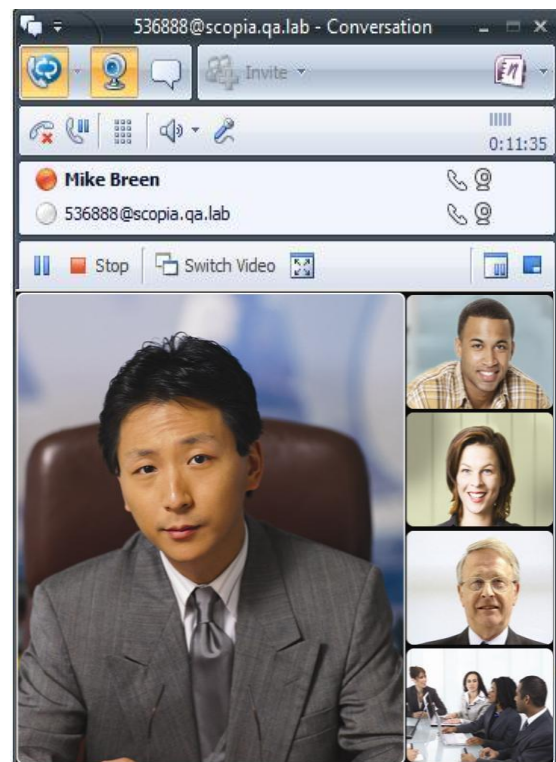 536888@scopia.qa.lab - Conversation
Invite
0:11:35
Mike Breen
536888@scopia.qa.lab
Stop
Switch Video